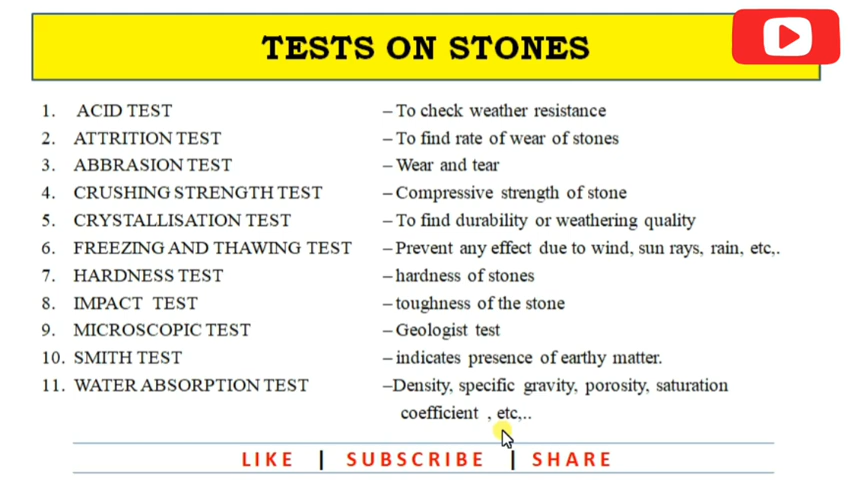 TESTS ON STONES
1. ACID TEST – To check weather resistance
2. ATTRITION TEST – To find rate of wear of stones
3. ABBRASION TEST – Wear and tear
4. CRUSHING STRENGTH TEST – Compressive strength of stone
5. CRYSTALLISATION TEST – To find durability or weathering quality
6. FREEZING AND THAWING TEST – Prevent any effect due to wind, sun rays, rain, etc,.
7. HARDNESS TEST – hardness of stones
8. IMPACT TEST – toughness of the stone
9. MICROSCOPIC TEST – Geologist test
10. SMITH TEST – indicates presence of earthy matter.
11. WATER ABSORPTION TEST –Density, specific gravity, porosity, saturation
coefficient , etc,..
LIKE | SUBSCRIBE | SHARE